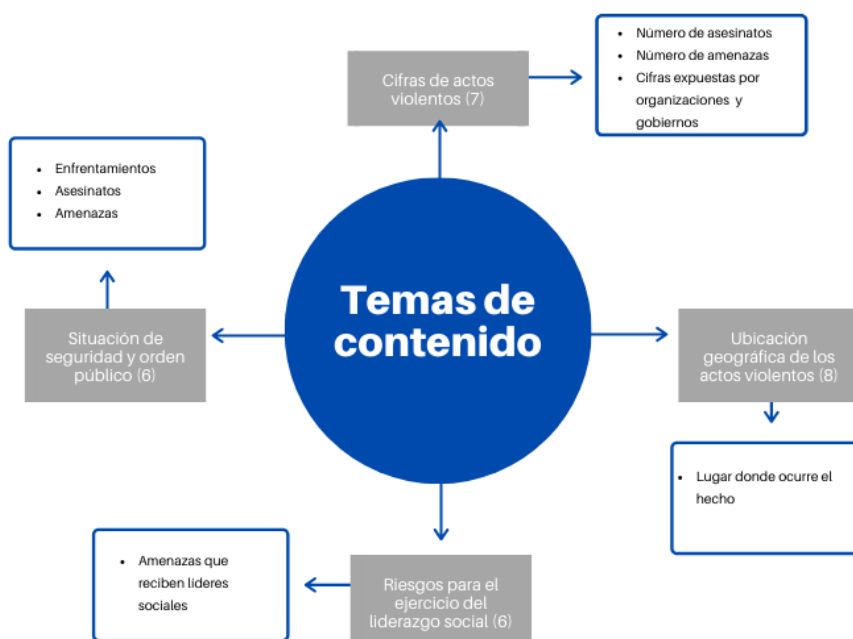 Cifras de actos
violentos (7)
• Número de asesinatos
• Número de amenazas
• Cifras expuestas por
organizaciones y
gobiernos
• Enfrentamientos
• Asesinatos
• Amenazas
Situación de
seguridad y orden
público (6)
Temas de
contenido
Ubicación
geográfica de los
actos violentos (8)
• Lugar donde ocurre el
hecho
• Amenazas que
reciben lideres
sociales
Riesgos para el
ejercicio del
liderazgo social (6)